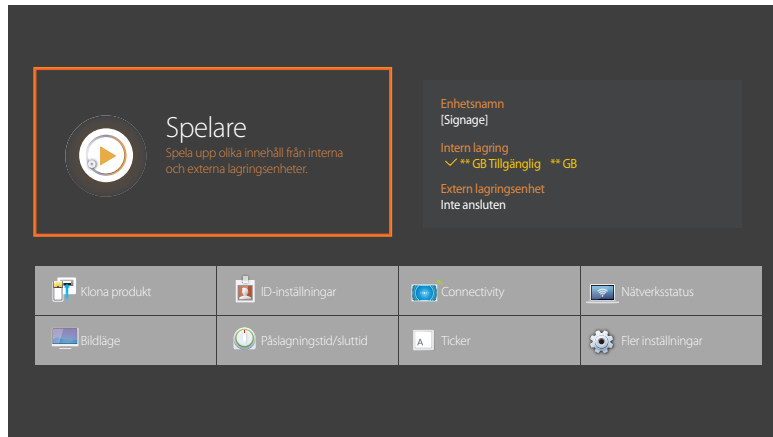 Spelare
Spela upp olika innehåll från interna
och externa lagringsenheter.
Enhetsnamn
[Signage]
Intern lagring
** GB Tillgänglig ** GB
Extern lagringsenhet
Inte ansluten
Klona produkt
ID-inställningar
Connectivity
Nätverksstatus
Bildläge
Påslagningstid/sluttid
A Ticker
Fler inställningar